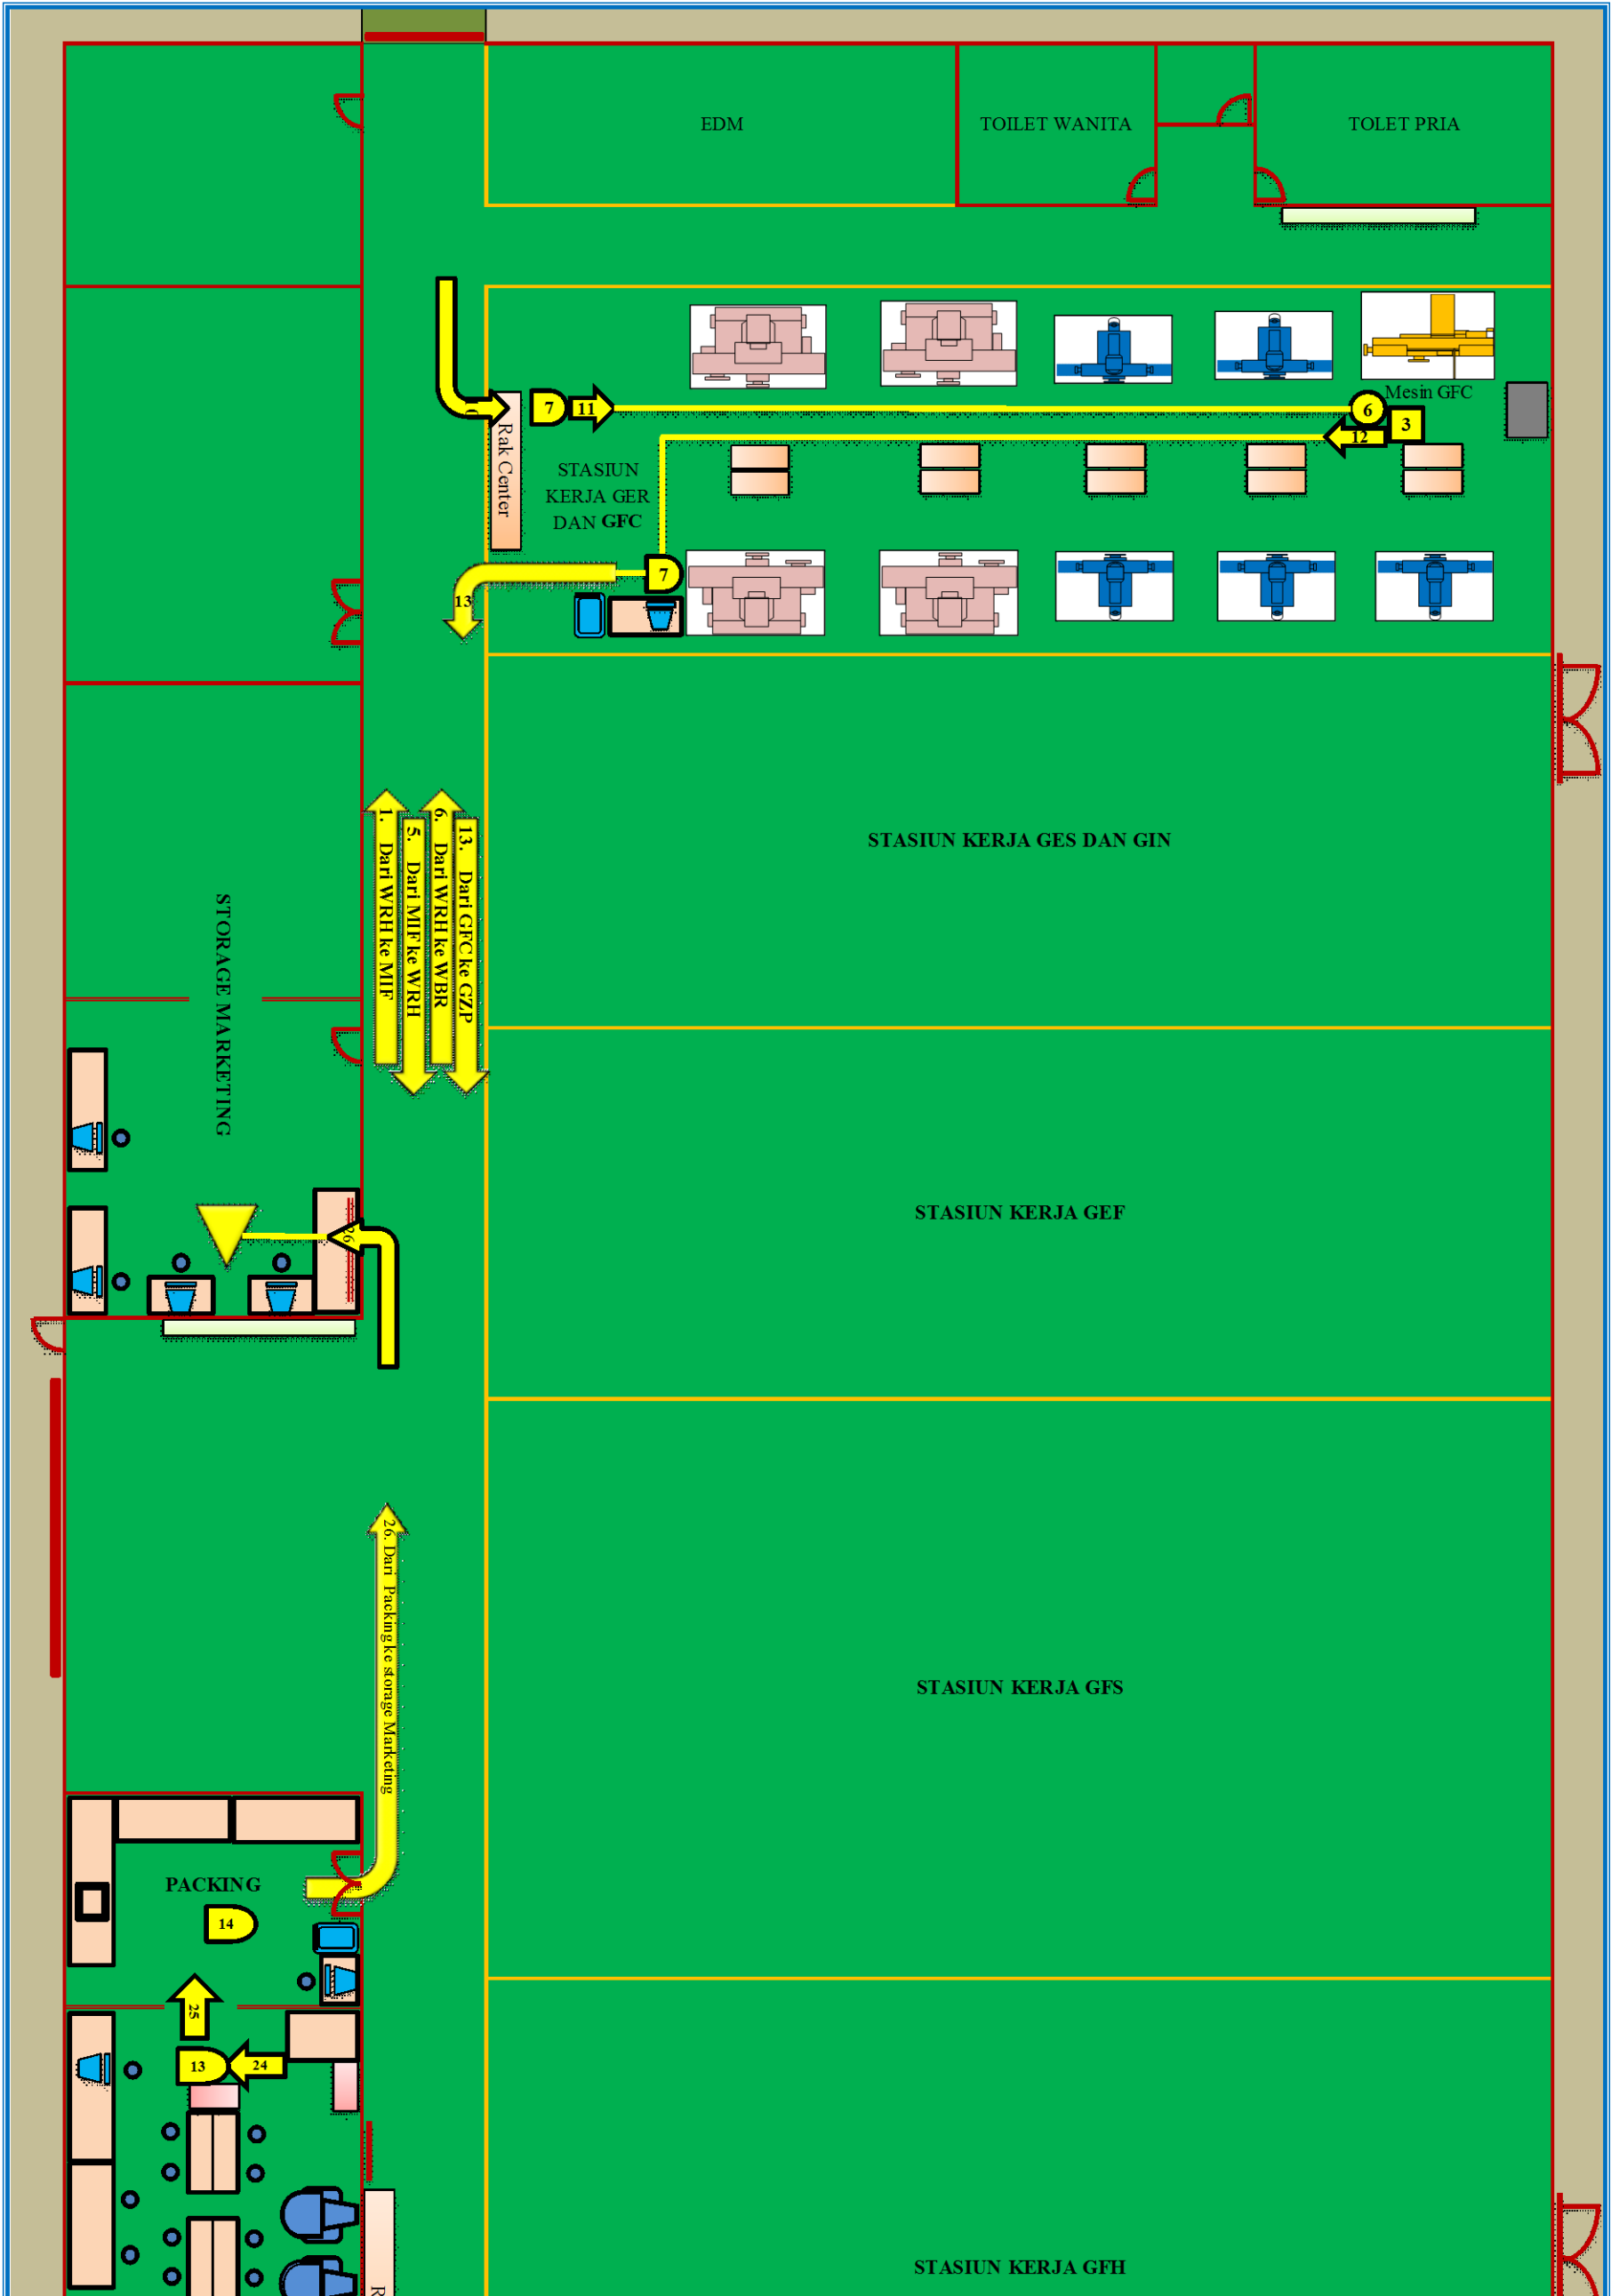 EDM
TOILET WANITA
TOLET PRIA
Mesin GFC
7
11
6
3
12
Rak Center
STASIUN
KERJA GER
DAN GFC
7
13
STASIUN KERJA GES DAN GIN
1. Dari WRH ke MIF
5. Dari MIF ke WRH
6. Dari WRH ke WBR
13. Dari GFC ke GZP
STORAGE MARKETING
STASIUN KERJA GEF
26
26. Dari Packing ke storage Marketing
STASIUN KERJA GFS
PACKING
14
25
13
24
STASIUN KERJA GFH
R